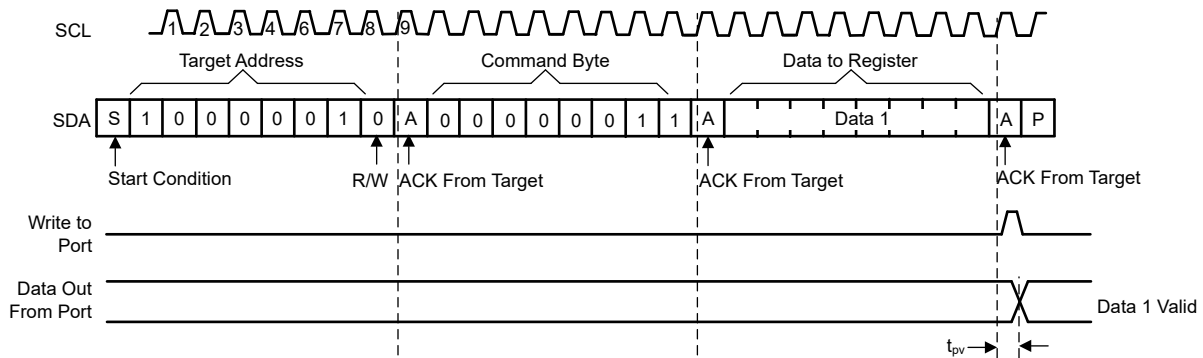 SCL 1 2 3 4 6 7 8 9
Target Address Command Byte Data to Register
SDA S 1 0 0 0 0 0 1 0 A 0 0 0 0 0 0 1 1 A Data 1 A P
Start Condition R/W ACK From Target ACK From Target ACK From Target
Write to
Port
Data Out
From Port
Data 1 Valid
tpv